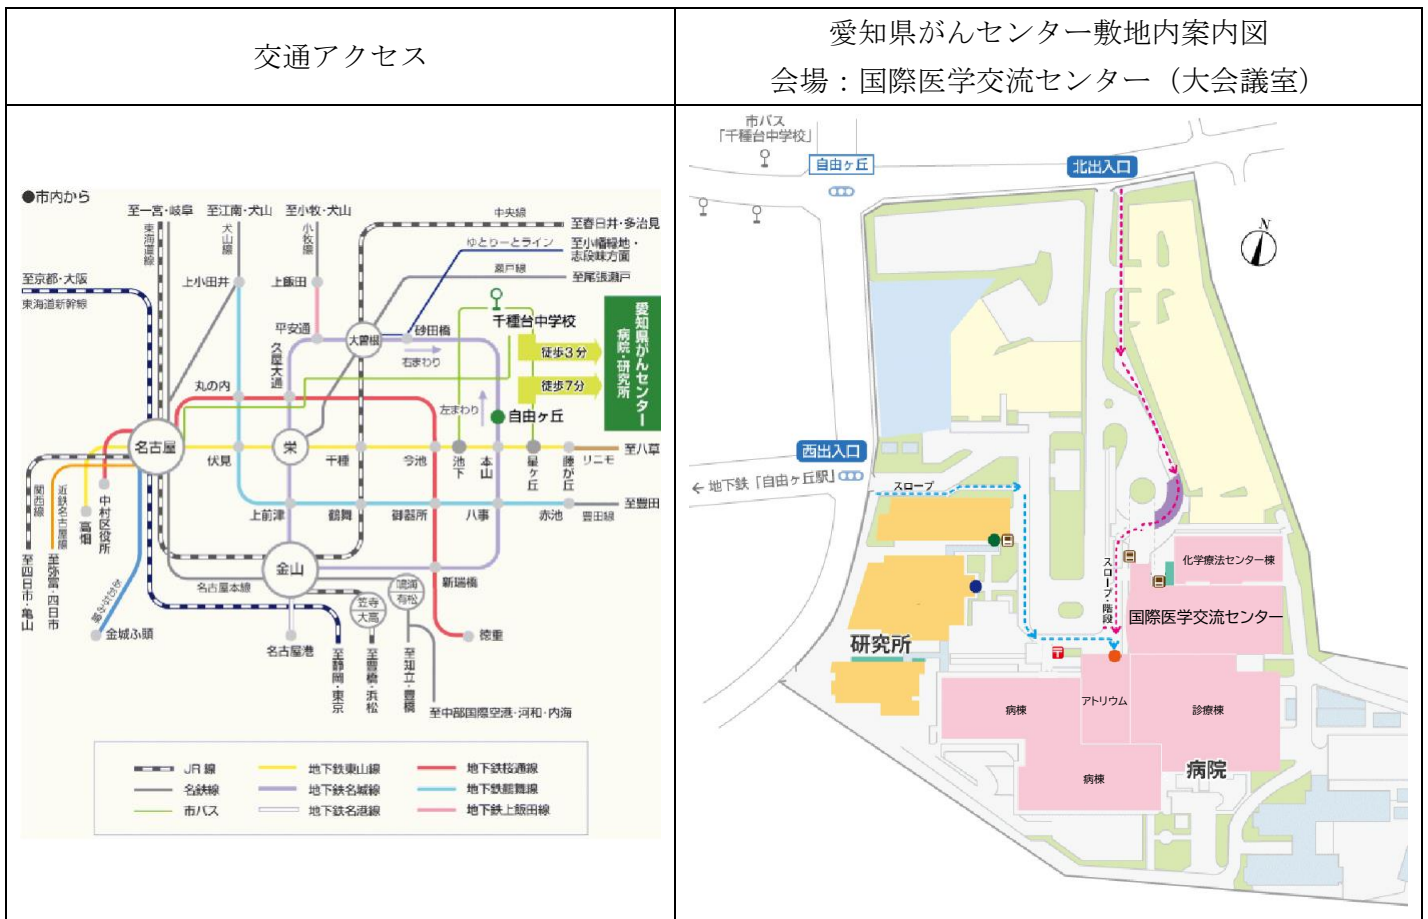 交通アクセス
愛知県がんセンター敷地内案内図
会場：国際医学交流センター（大会議室）
●市内から
至一宮・岐阜
至江南・犬山
至小牧・犬山
中央線
至春日井・多治見
東海道線
犬山線
小牧線
ゆとりーとライン
至小幡緑地・
志段味方面
瀬戸線
至尾張瀬戸
至京都・大阪
東海道新幹線
上小田井
上飯田
千種台中学校
愛知県がんセンター
病院・研究所
平安通
大曽根
砂田橋
右まわり
徒歩3分
久屋大通
丸の内
徒歩7分
左まわり
自由ヶ丘
名古屋
伏見
栄
千種
今池
池下
本山
星ヶ丘
藤が丘
リニモ
至八草
関西線
近鉄名古屋線
高畑
中村区役所
上前津
鶴舞
御器所
八事
赤池
豊田線
至豊田
至四日市・亀山
至弥富・四日市
金城ふ頭
名古屋本線
金山
新瑞橋
鳴海
有松
笠寺
大高
名古屋港
徳重
至静岡・東京
至豊橋・浜松
至知立・豊橋
至中部国際空港・河和・内海
JR線
地下鉄東山線
地下鉄桜通線
名鉄線
地下鉄名城線
地下鉄鶴舞線
市バス
地下鉄名港線
地下鉄上飯田線
市バス
「千種台中学校」
自由ヶ丘
北出入口
N
西出入口
← 地下鉄「自由ヶ丘駅」
スロープ
スロープ・階段
化学療法センター棟
国際医学交流センター
研究所
病棟
アトリウム
診療棟
病棟
病院